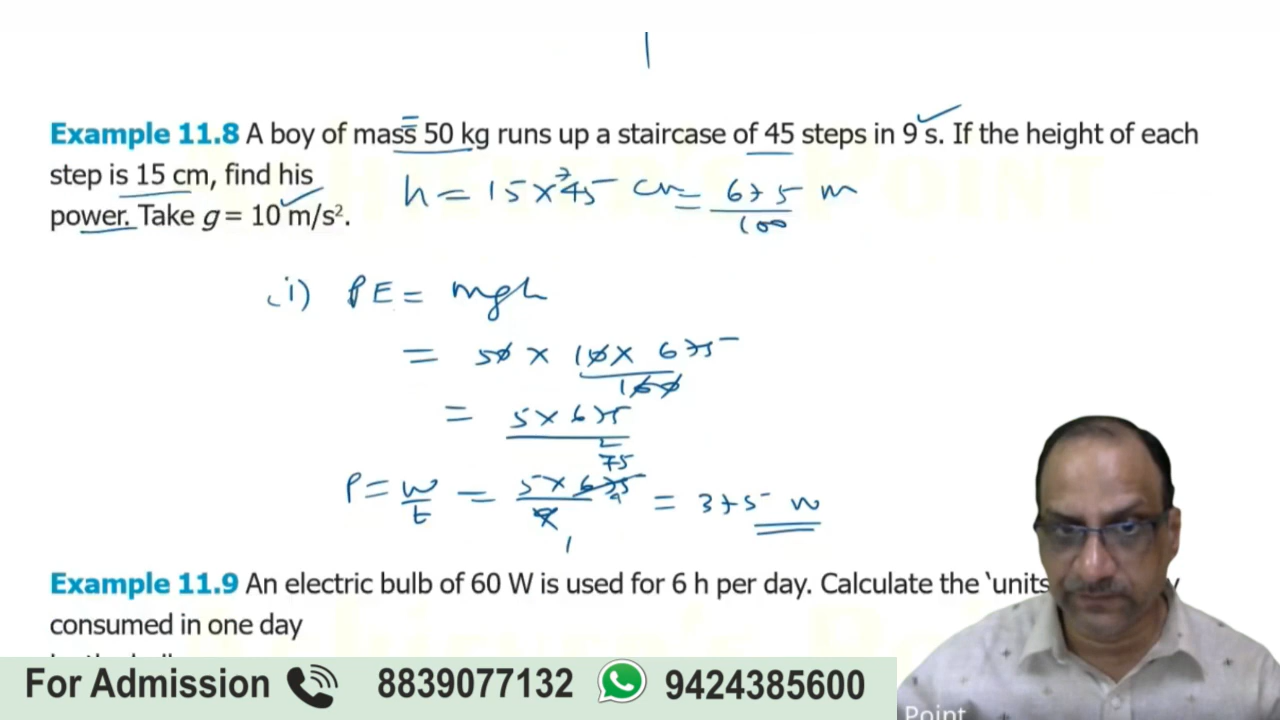 Example 11.8 A boy of mass 50 kg runs up a staircase of 45 steps in 9 s. If the height of each
step is 15 cm, find his
h = 15 x 45 cm = 675/100 m
power. Take g = 10 m/s².
(i) PE = mgh
= 50 x 10 x 675/100
= 5 x 675
P = W/t = 5 x 675/9 = 375 W
75
1
Example 11.9 An electric bulb of 60 W is used for 6 h per day. Calculate the 'units
consumed in one day
For Admission 8839077132 9424385600
Point